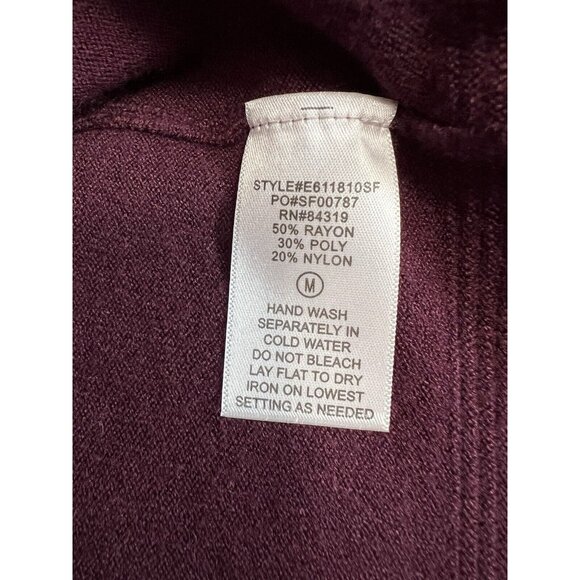 STYLE#E611810SF
PO#SF00787
RN#84319
50% RAYON
30% POLY
20% NYLON
M
HAND WASH
SEPARATELY IN
COLD WATER
DO NOT BLEACH
LAY FLAT TO DRY
IRON ON LOWEST
SETTING AS NEEDED